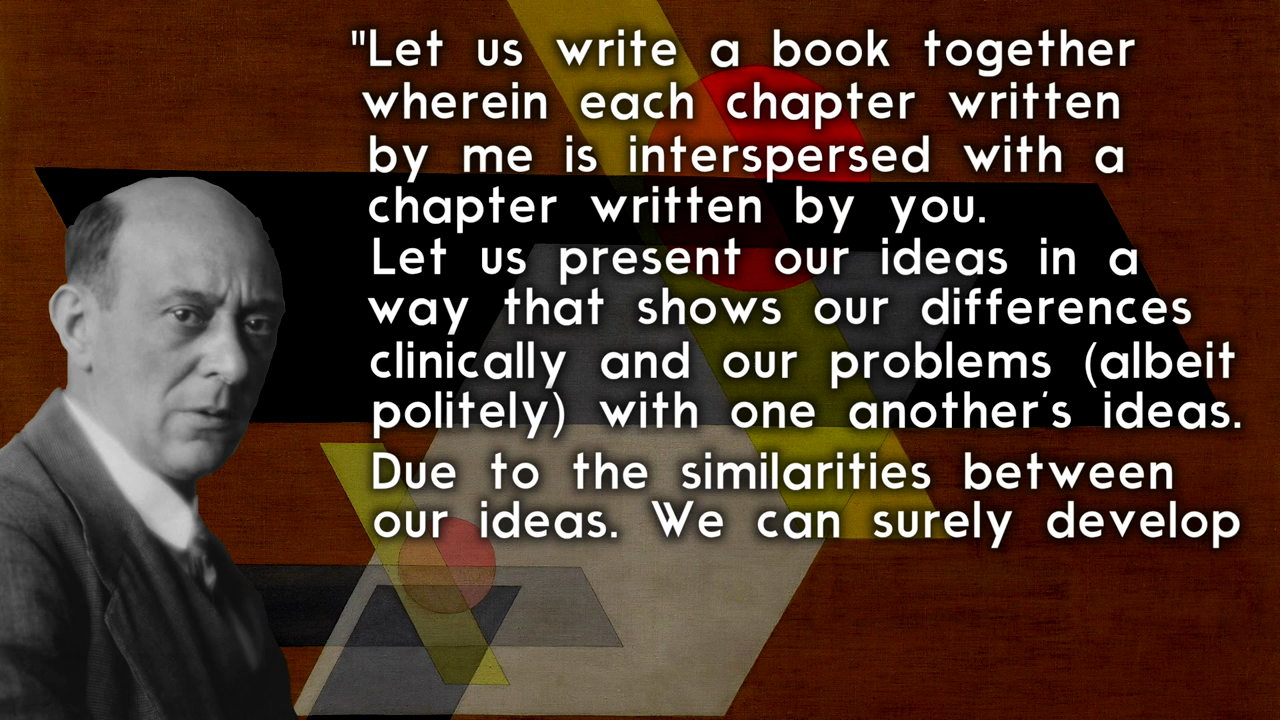 "Let us write a book together
wherein each chapter written
by me is interspersed with a
chapter written by you.
Let us present our ideas in a
way that shows our differences
clinically and our problems (albeit
politely) with one another's ideas.
Due to the similarities between
our ideas. We can surely develop